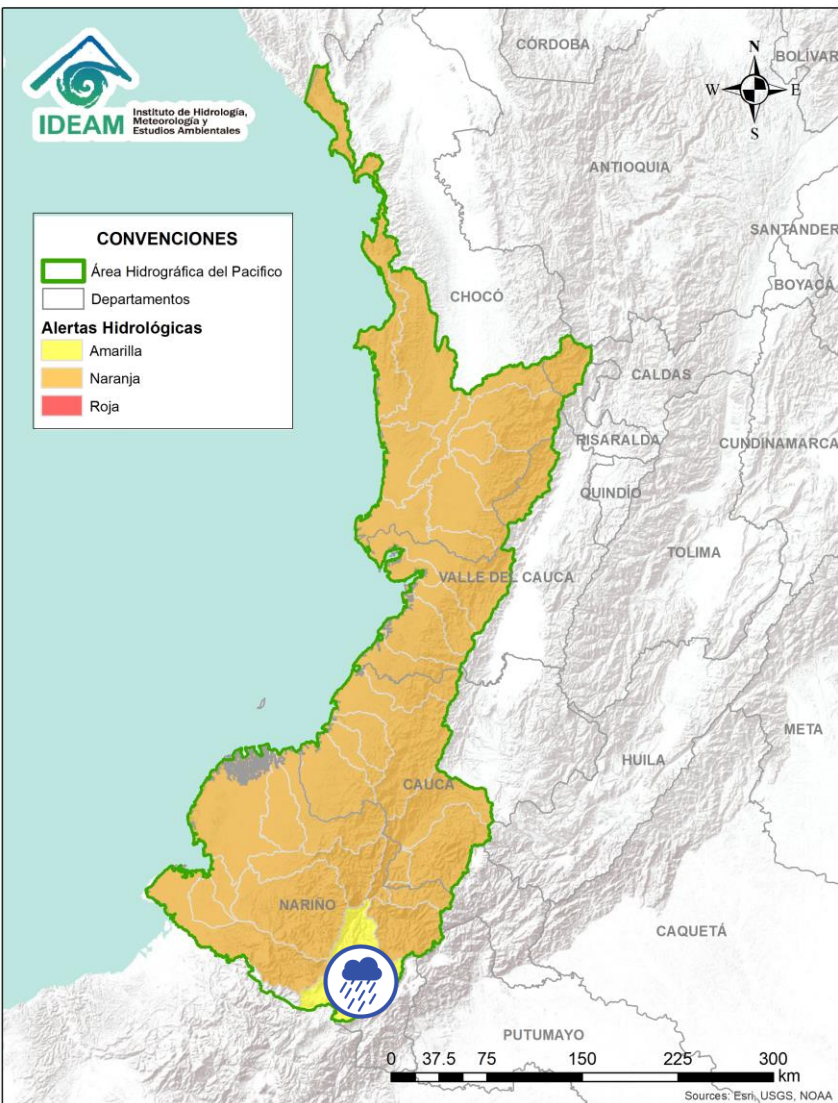 IDEAM
Instituto de Hidrología,
Meteorología y
Estudios Ambientales
CÓRDOBA
BOLÍVAR
N
W
E
S
ANTIOQUIA
SANTANDER
BOYACÁ
CONVENCIONES
Área Hidrográfica del Pacifico
Departamentos
Alertas Hidrológicas
Amarilla
Naranja
Roja
CHOCÓ
CALDAS
RISARALDA
CUNDINAMARCA
QUINDÍO
TOLIMA
VALLE DEL CAUCA
META
HUILA
CAUCA
NARIÑO
CAQUETÁ
PUTUMAYO
0 37.5 75 150 225 300
km
Sources: Esri, USGS, NOAA